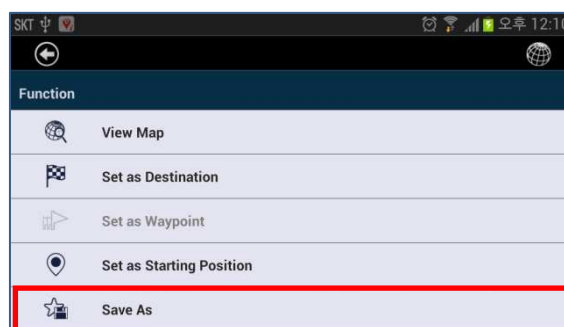 SKT 오후 12:10
Function
View Map
Set as Destination
Set as Waypoint
Set as Starting Position
Save As